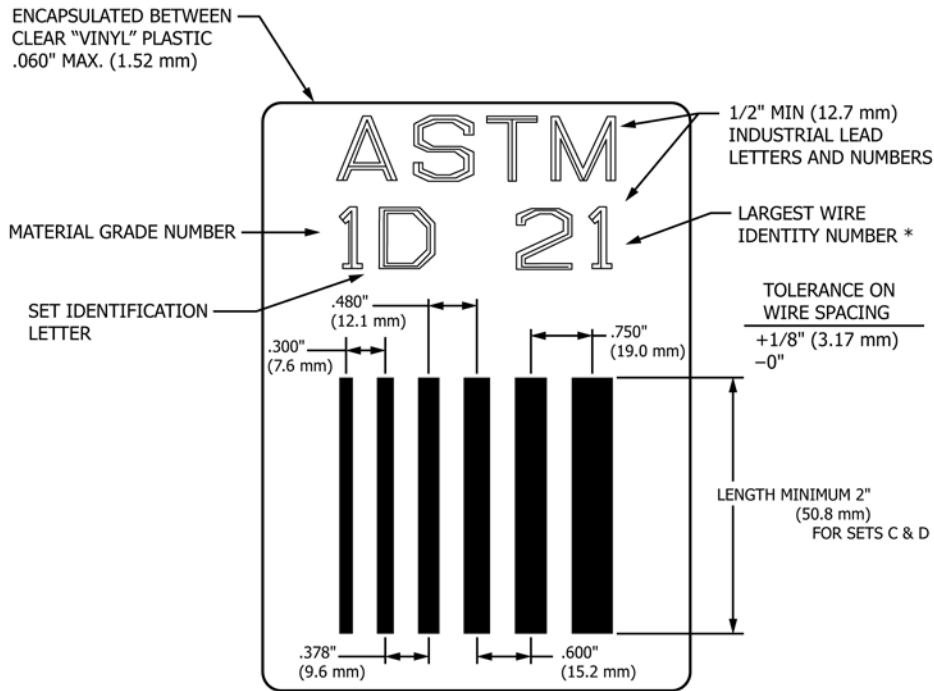 ENCAPSULATED BETWEEN
CLEAR “VINYL” PLASTIC
.060" MAX. (1.52 mm)
ASTM
1/2" MIN (12.7 mm)
INDUSTRIAL LEAD
LETTERS AND NUMBERS
MATERIAL GRADE NUMBER
1D 21
LARGEST WIRE
IDENTITY NUMBER *
SET IDENTIFICATION
LETTER
.480"
(12.1 mm)
TOLERANCE ON
WIRE SPACING
+1/8" (3.17 mm)
−0"
.300"
(7.6 mm)
.750"
(19.0 mm)
LENGTH MINIMUM 2"
(50.8 mm)
FOR SETS C & D
.378"
(9.6 mm)
.600"
(15.2 mm)